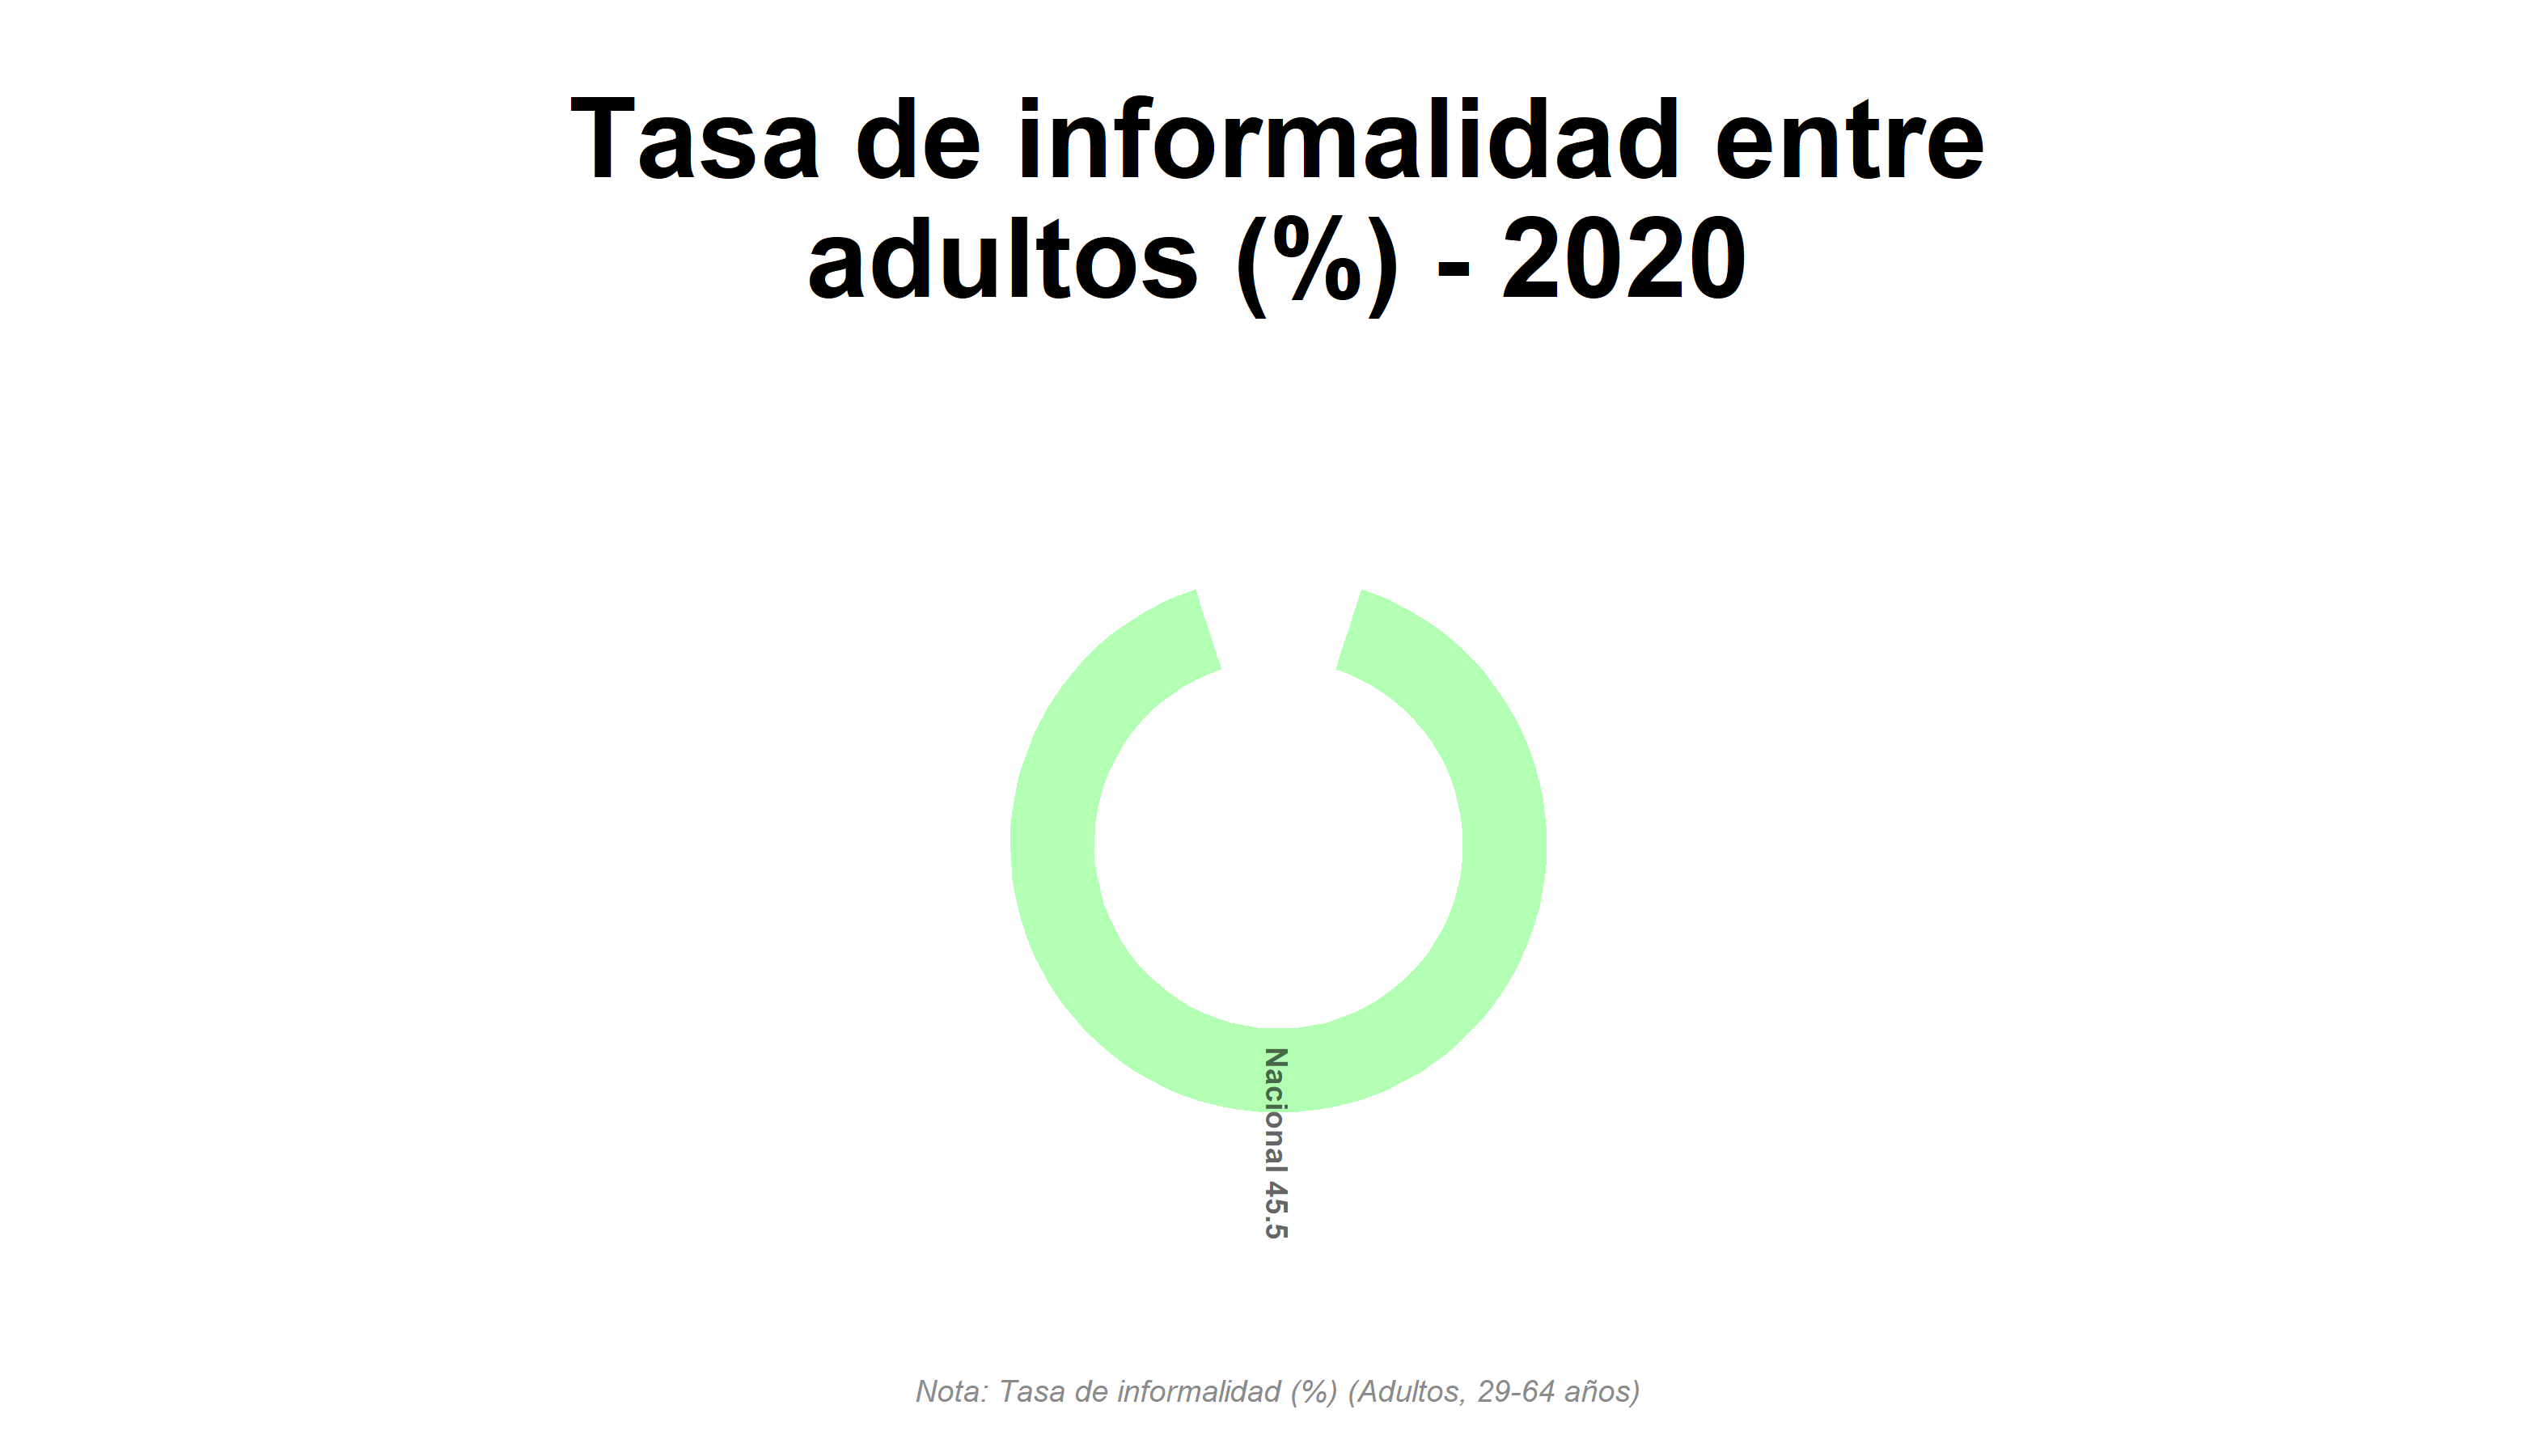 Tasa de informalidad entre
adultos (%) - 2020
Nacional 45.5
Nota: Tasa de informalidad (%) (Adultos, 29-64 años)